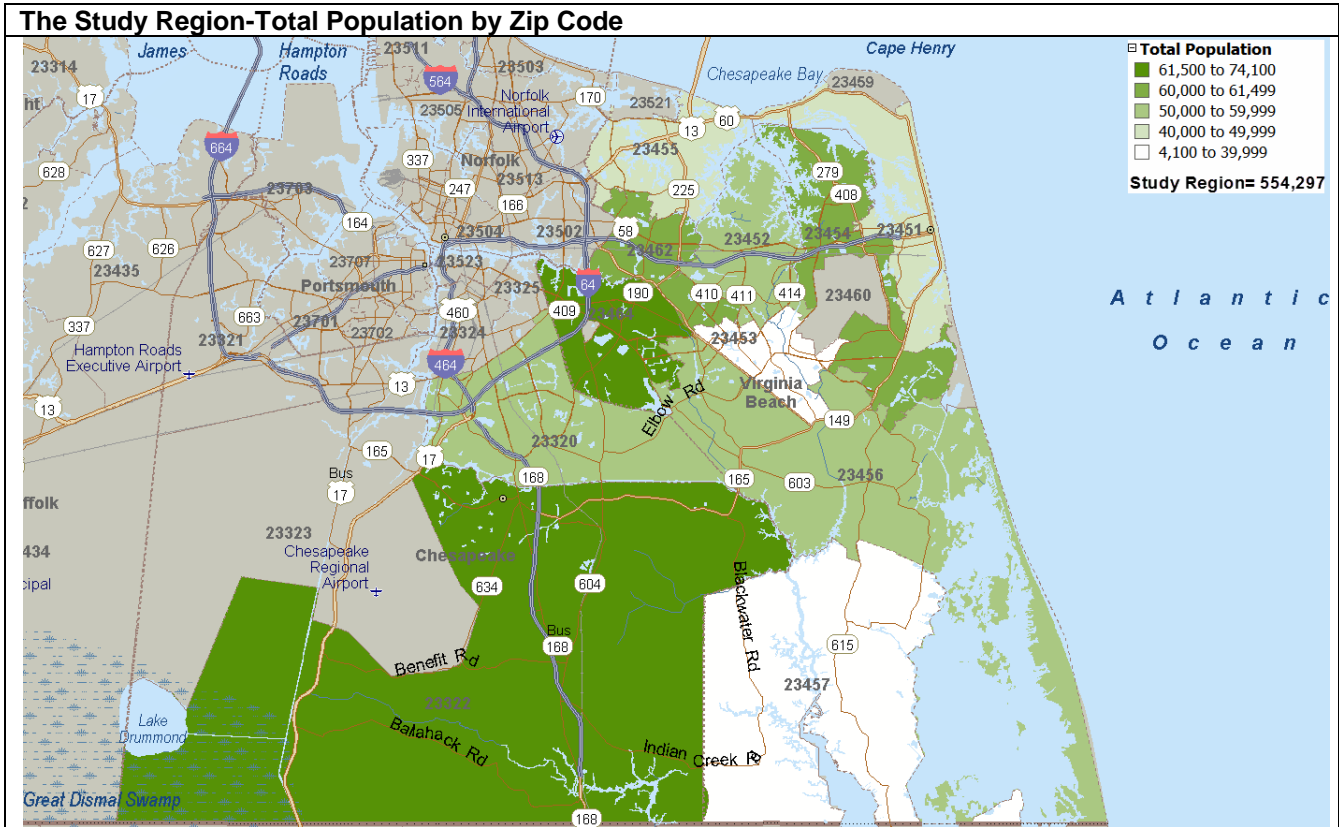 The Study Region-Total Population by Zip Code
James
Hampton
Roads
23511
23503
Cape Henry
Chesapeake Bay
23459
Total Population
61,500 to 74,100
60,000 to 61,499
50,000 to 59,999
40,000 to 49,999
4,100 to 39,999
Study Region= 554,297
23314
17
ht
564
23505
Norfolk
International
Airport
170
23521
13
60
664
628
337
Norfolk
23455
279
247
23513
225
408
23703
166
164
58
23504
23502
23462
23452
23454
23451
627
626
23435
23707
23523
Portsmouth
23325
64
190
410
411
414
23460
663
23701
460
409
23464
337
23321
23702
23324
23453
Hampton Roads
Executive Airport
464
13
13
Elbow Rd
Virginia
Beach
149
165
17
23320
Bus
17
168
165
603
23456
ffolk
23323
434
Chesapeake
Regional
Airport
Chesapeake
cipal
634
604
Blackwater Rd
Bus
168
615
Benefit Rd
23322
23457
Lake
Drummond
Ballahack Rd
Indian Creek R
Great Dismal Swamp
168
Atlantic
Ocean